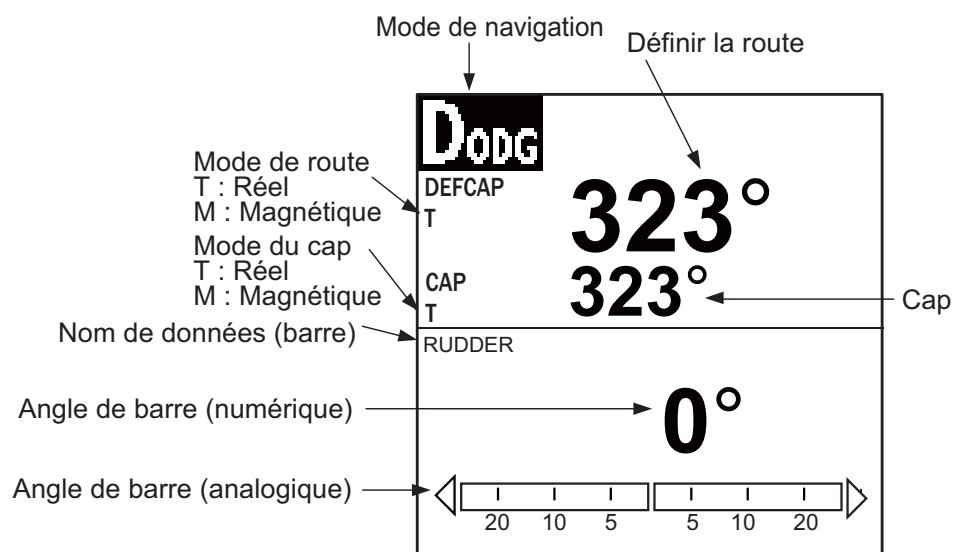 Mode de navigation
Définir la route
DODG
Mode de route
T : Réel
M : Magnétique
DEFCAP
T
323°
Mode du cap
T : Réel
M : Magnétique
CAP
T
323°
Cap
Nom de données (barre)
RUDDER
Angle de barre (numérique)
0°
Angle de barre (analogique)
20 10 5 5 10 20